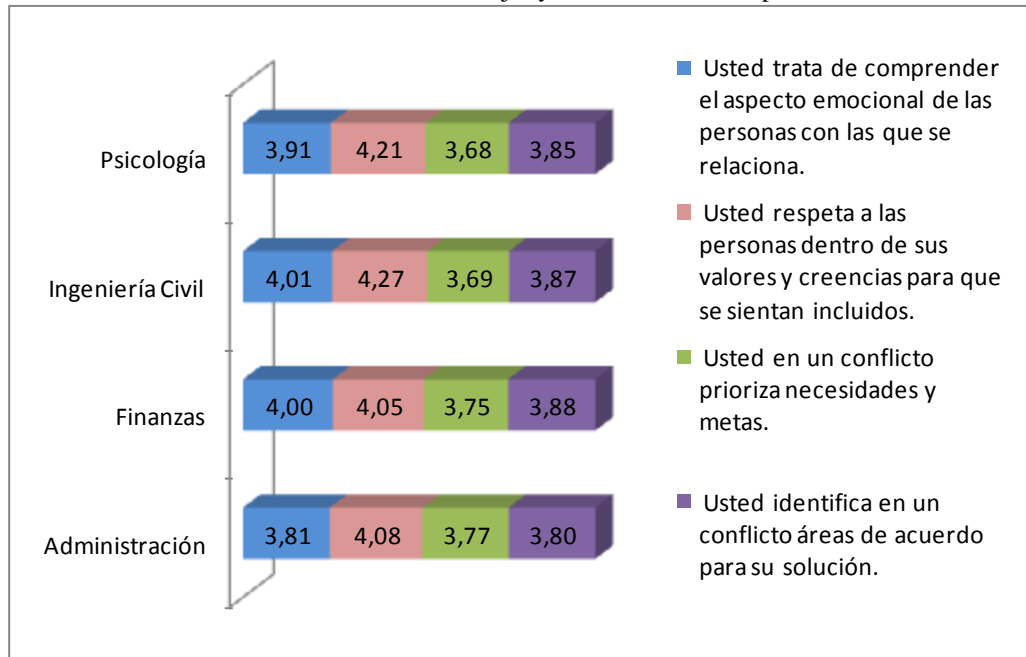 Psicología
3,91 4,21 3,68 3,85
Ingeniería Civil
4,01 4,27 3,69 3,87
Finanzas
4,00 4,05 3,75 3,88
Administración
3,81 4,08 3,77 3,80
Usted trata de comprender
el aspecto emocional de las
personas con las que se
relaciona.
Usted respeta a las
personas dentro de sus
valores y creencias para que
se sientan incluidos.
Usted en un conflicto
prioriza necesidades y
metas.
Usted identifica en un
conflicto áreas de acuerdo
para su solución.